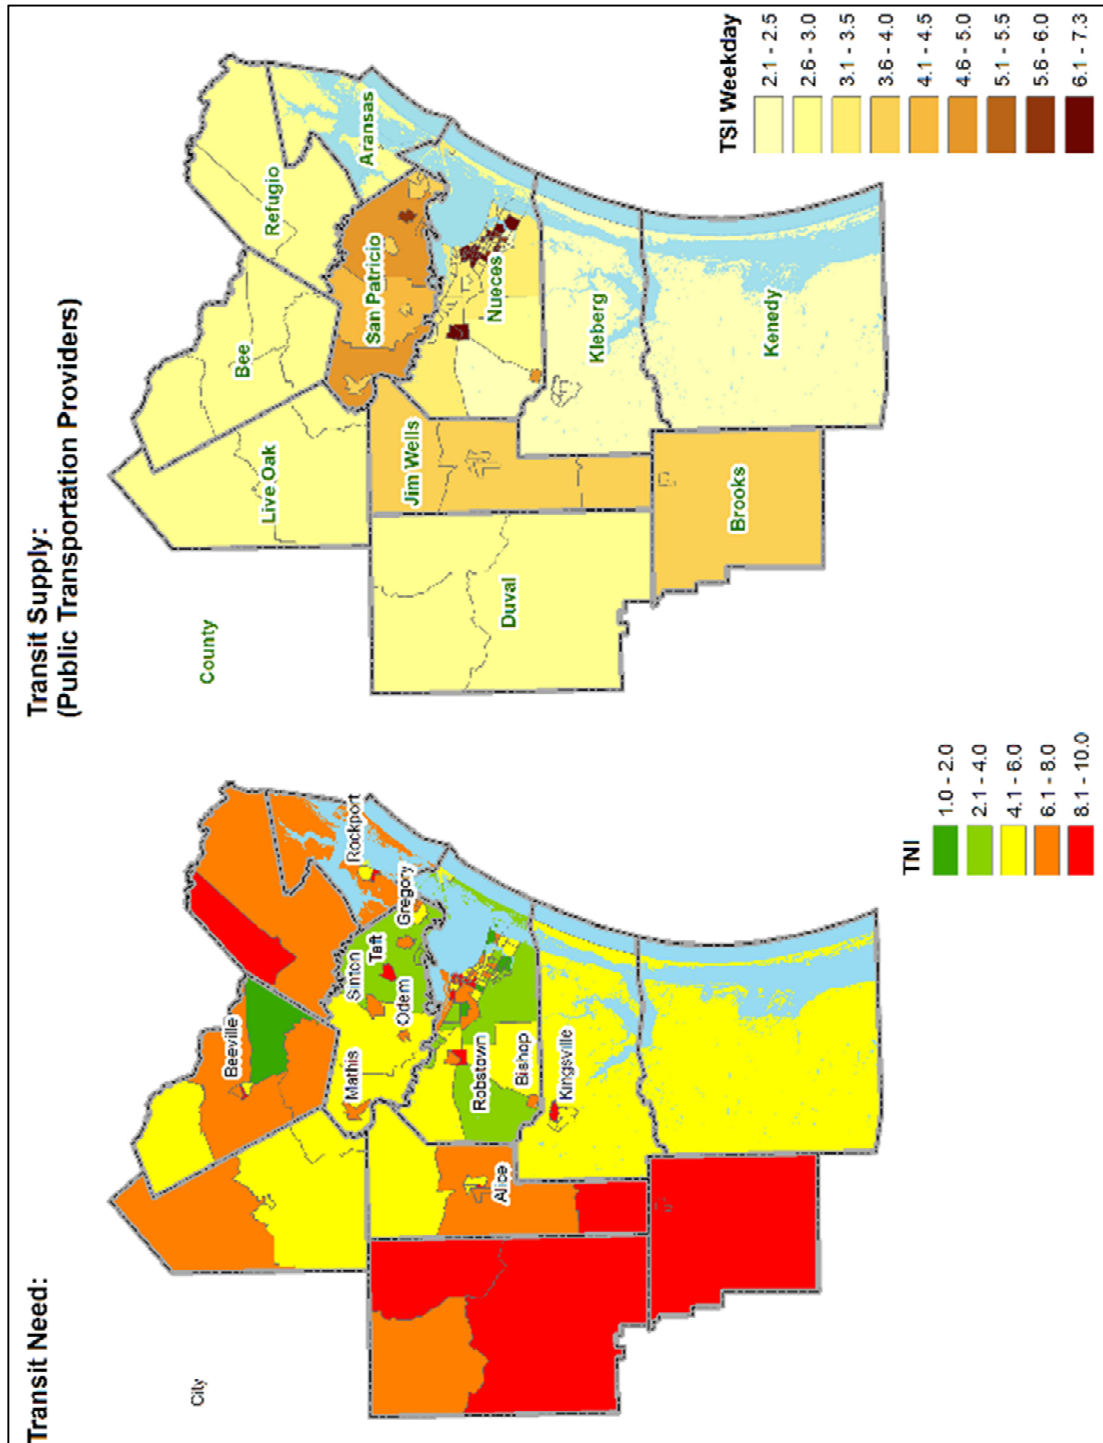 Transit Need:
City
Beeville
Rockport
Gregory
Taft
Sinton
Odem
Mathis
Robstown
Bishop
Kingsville
Alice
TNI
1.0 - 2.0
2.1 - 4.0
4.1 - 6.0
6.1 - 8.0
8.1 - 10.0
Transit Supply:
(Public Transportation Providers)
County
Refugio
Aransas
Bee
San Patricio
Live Oak
Nueces
Jim Wells
Kleberg
Kenedy
Duval
Brooks
TSI Weekday
2.1 - 2.5
2.6 - 3.0
3.1 - 3.5
3.6 - 4.0
4.1 - 4.5
4.6 - 5.0
5.1 - 5.5
5.6 - 6.0
6.1 - 7.3